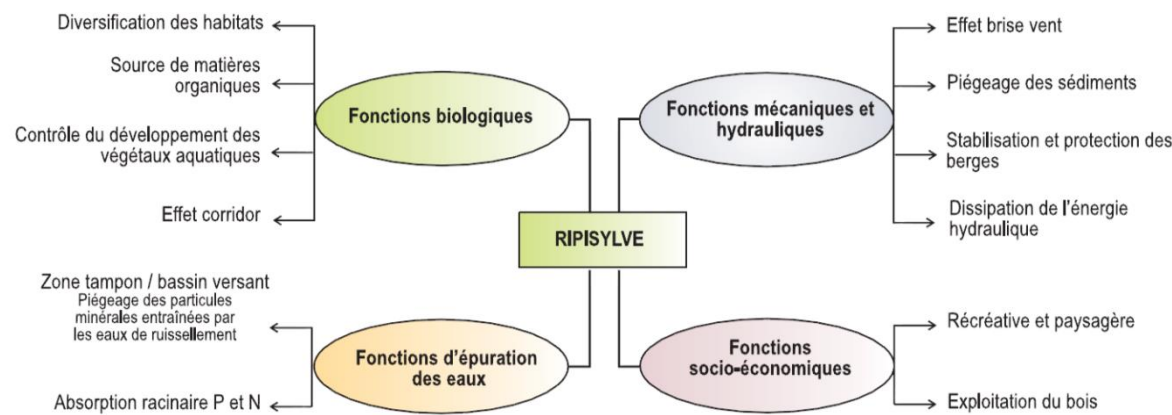 Diversification des habitats
Source de matières
organiques
Contrôle du développement des
végétaux aquatiques
Effet corridor
Fonctions biologiques
Fonctions mécaniques et
hydrauliques
Effet brise vent
Piégeage des sédiments
Stabilisation et protection des
berges
Dissipation de l'énergie
hydraulique
RIPISYLVE
Zone tampon / bassin versant
Piégeage des particules
minérales entraînées par
les eaux de ruissellement
Absorption racinaire P et N
Fonctions d'épuration
des eaux
Fonctions
socio-économiques
Récréative et paysagère
Exploitation du bois